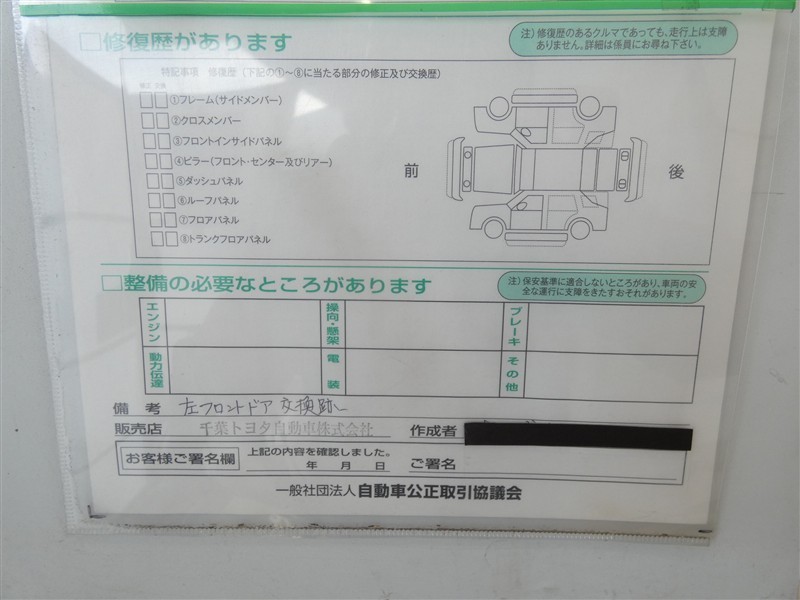 □修復歴があります
注）修復歴のあるクルマであっても、走行上は支障
ありません。詳細は係員にお尋ね下さい。
特記事項 修復歴（下記の①～⑧に当たる部分の修正及び交換歴）
修正 交換
①フレーム(サイドメンバー)
②クロスメンバー
③フロントインサイドパネル
④ピラー(フロント・センター及びリアー)
⑤ダッシュパネル
⑥ルーフパネル
⑦フロアパネル
⑧トランクフロアパネル
前
後
□整備の必要なところがあります
注）保安基準に適合しないところがあり、車両の安
全な運行に支障をきたすおそれがあります。
エンジン
操向・懸架
ブレーキ
動力伝達
電装
その他
備考 左フロントドア交換跡
販売店 千葉トヨタ自動車株式会社 作成者
お客様ご署名欄 上記の内容を確認しました。
年 月 日 ご署名
一般社団法人 自動車公正取引協議会